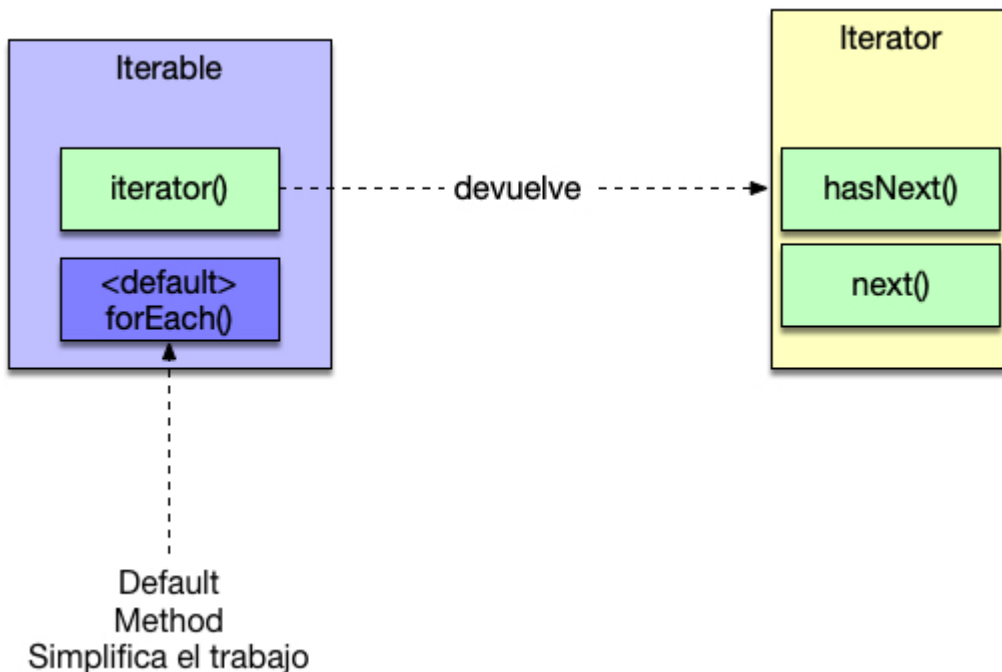 Iterable
iterator()
<default>
forEach()
devuelve
Iterator
hasNext()
next()
Default
Method
Simplifica el trabajo